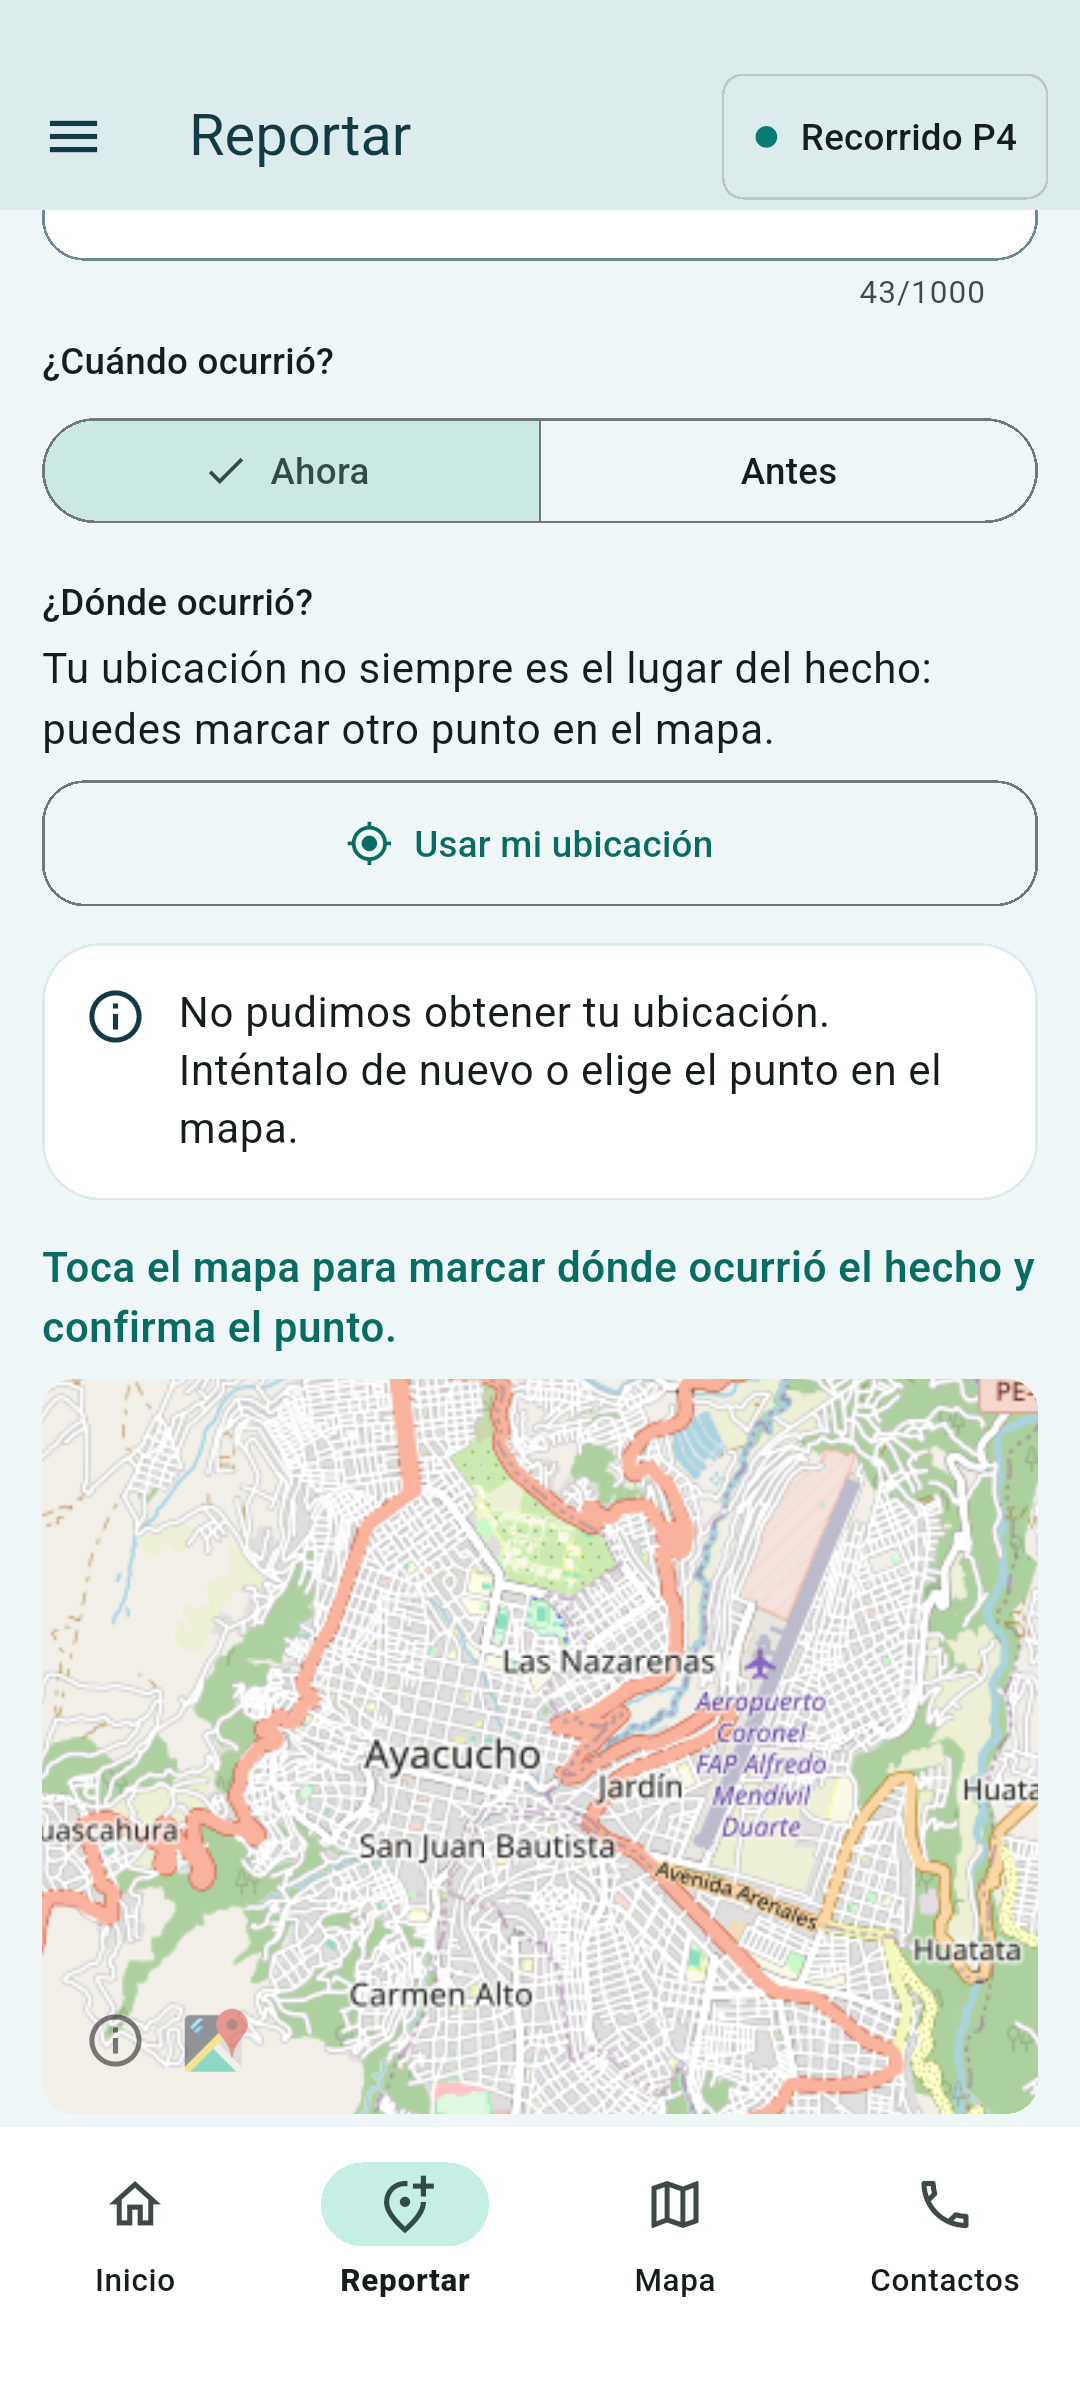 Reportar
Recorrido P4
43/1000
¿Cuándo ocurrió?
Ahora
Antes
¿Dónde ocurrió?
Tu ubicación no siempre es el lugar del hecho:
puedes marcar otro punto en el mapa.
Usar mi ubicación
No pudimos obtener tu ubicación.
Inténtalo de nuevo o elige el punto en el
mapa.
Toca el mapa para marcar dónde ocurrió el hecho y
confirma el punto.
PE-
Las Nazarenas
Aeropuerto
Coronel
FAP Alfredo
Mendívil
Duarte
Ayacucho
Jardín
Huata
uascahura
San Juan Bautista
Avenida Arenales
Huatata
Carmen Alto
Inicio
Reportar
Mapa
Contactos